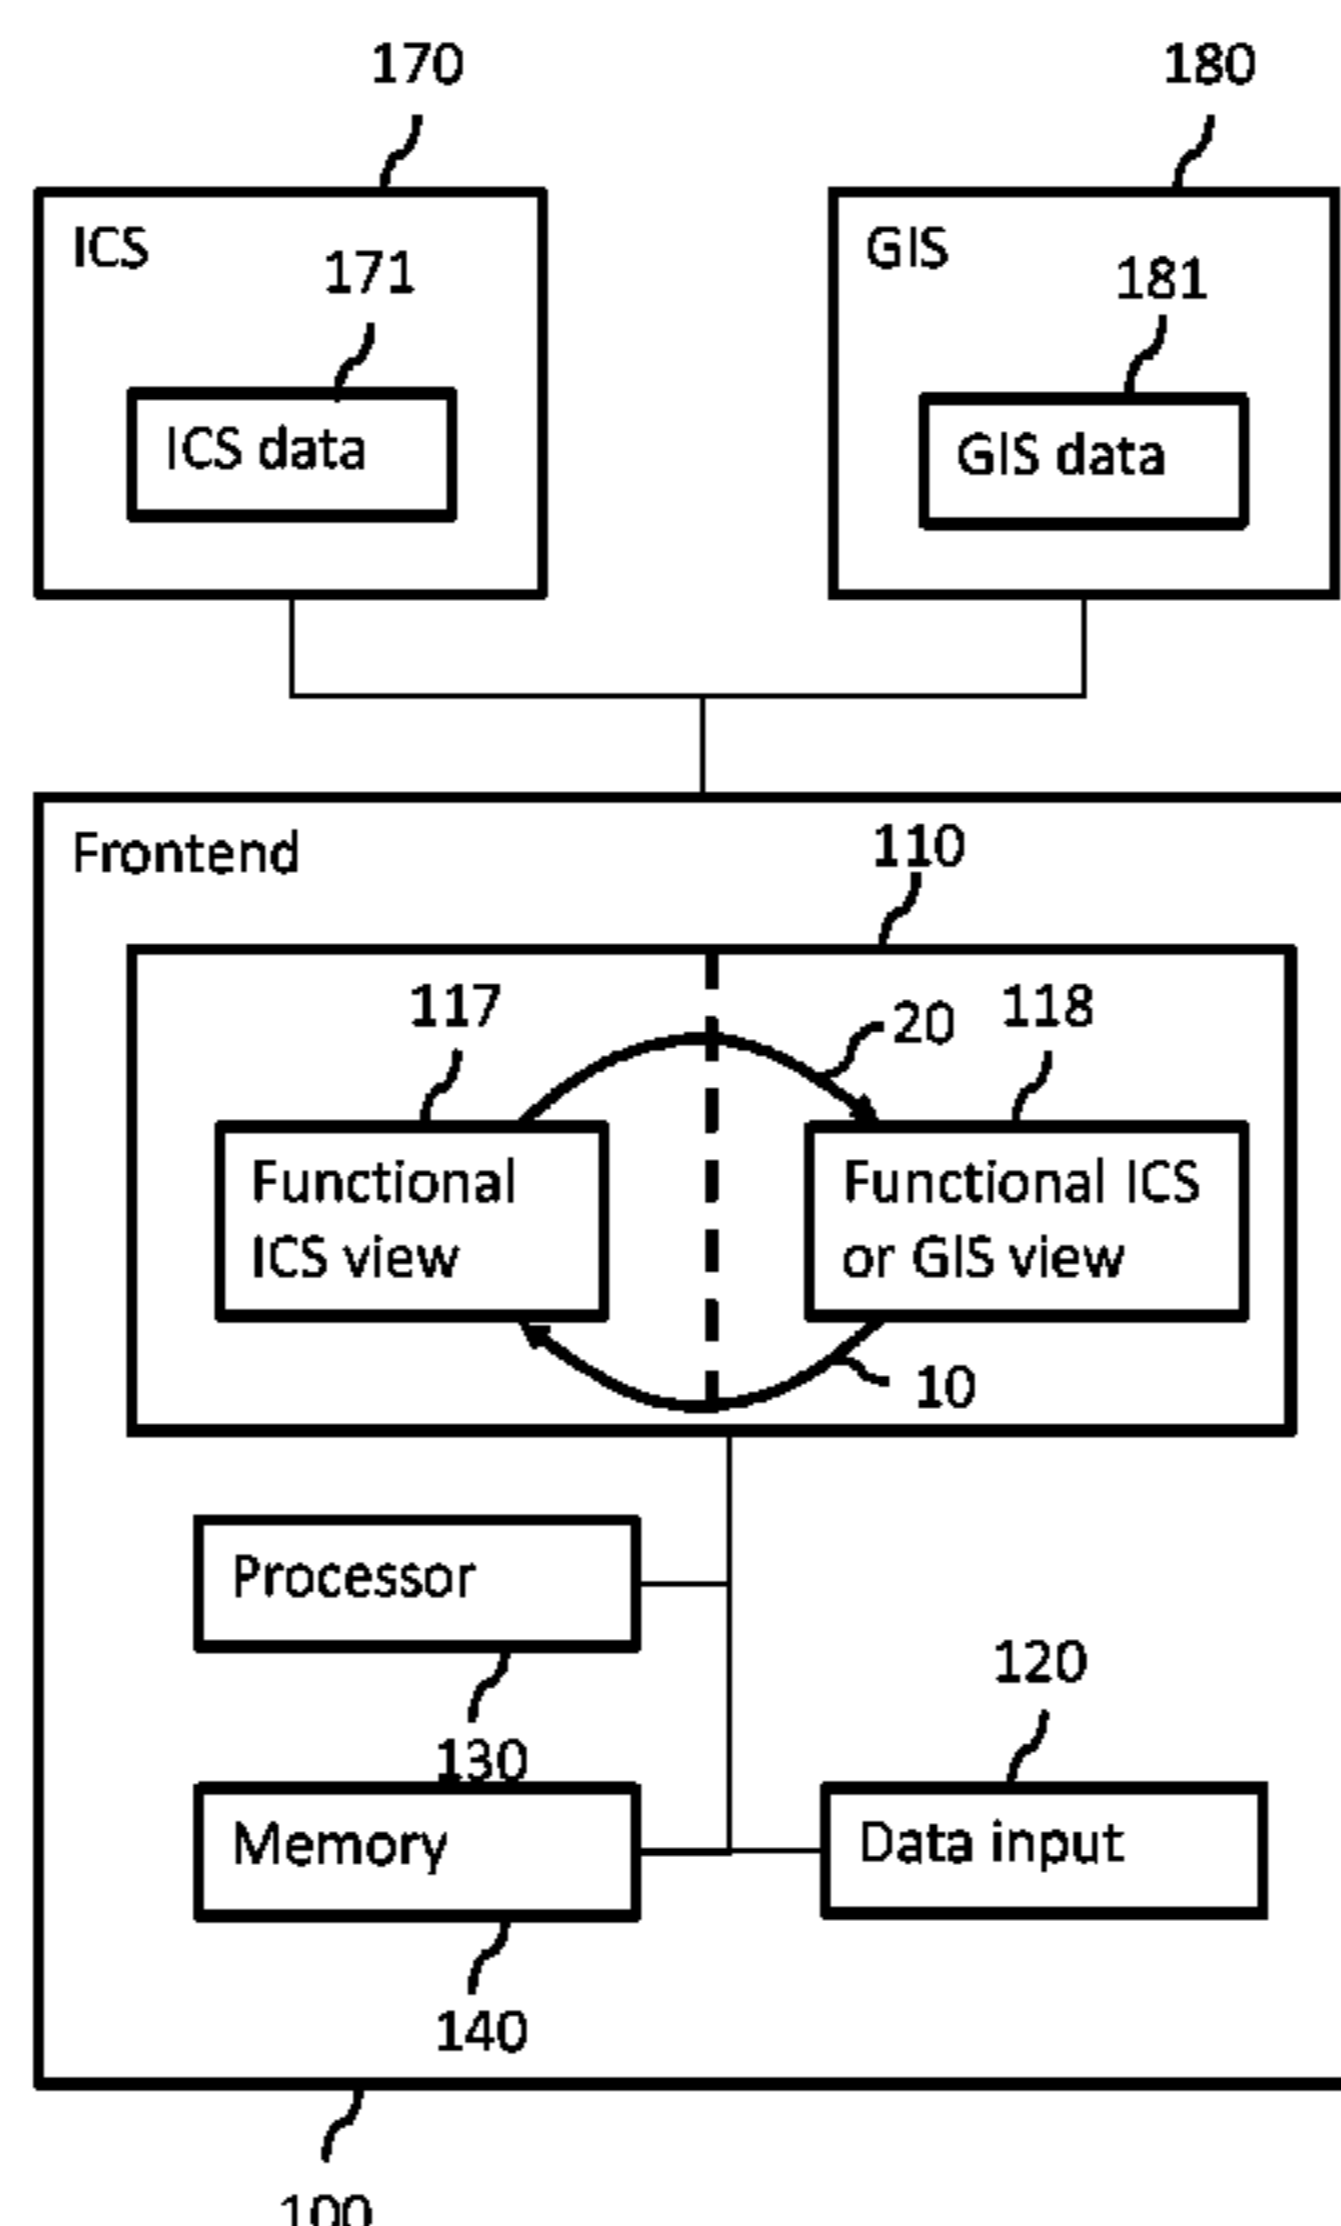 170
180
ICS
GIS
171
181
ICS data
GIS data
Frontend
110
117
20
118
Functional
ICS view
Functional ICS
or GIS view
10
Processor
120
130
Memory
Data input
140
100